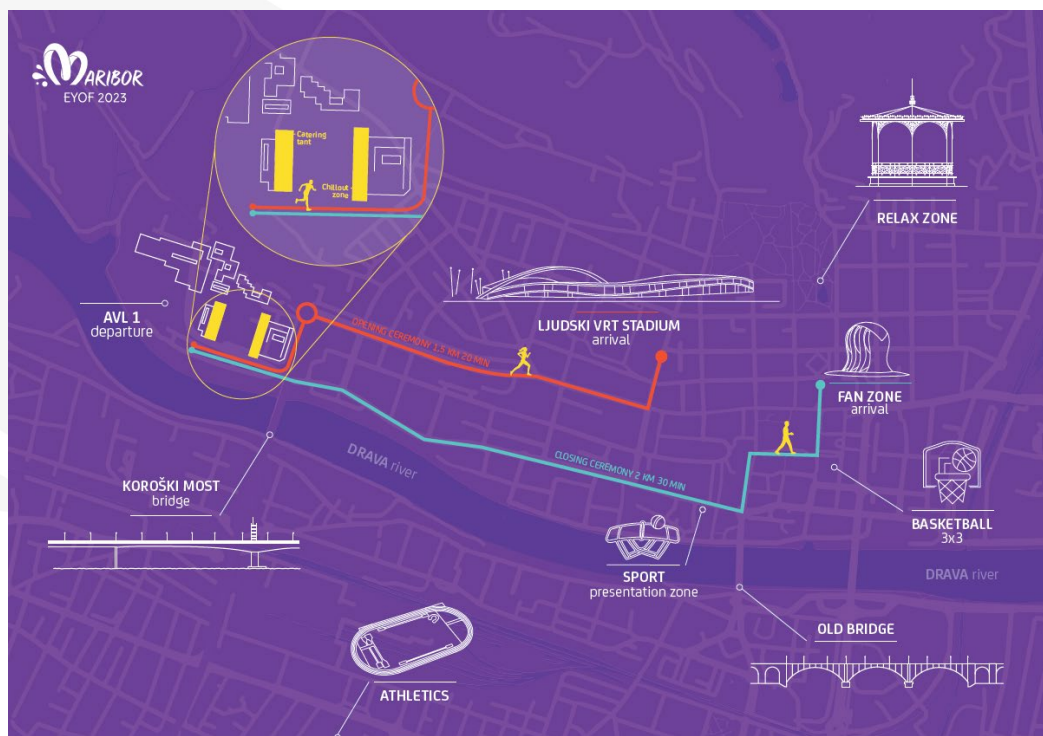 MARIBOR
EYOF 2023
Catering
tant
Chillout
zone
RELAX ZONE
AVL 1
departure
LJUDSKI VRT STADIUM
arrival
OPENING CEREMONY 1,5 KM 20 MIN
FAN ZONE
arrival
DRAVA river
CLOSING CEREMONY 2 KM 30 MIN
KOROŠKI MOST
bridge
BASKETBALL
3x3
SPORT
presentation zone
DRAVA river
OLD BRIDGE
ATHLETICS